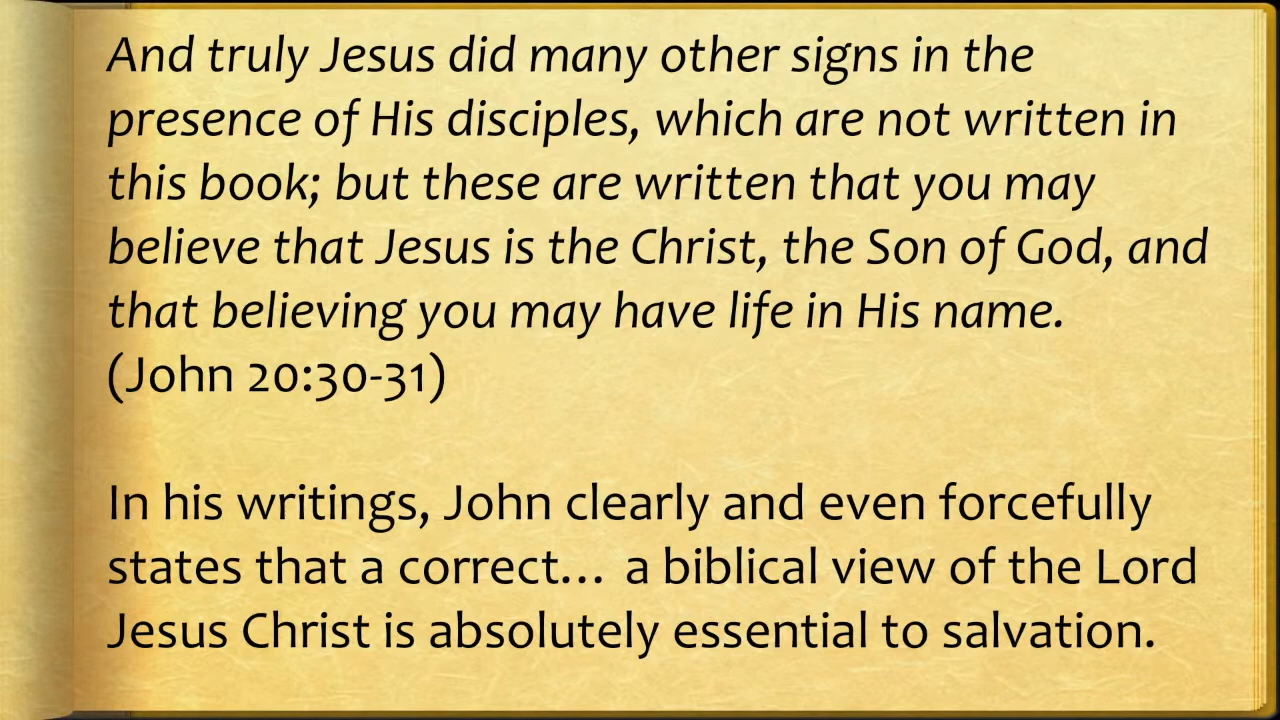 And truly Jesus did many other signs in the
presence of His disciples, which are not written in
this book; but these are written that you may
believe that Jesus is the Christ, the Son of God, and
that believing you may have life in His name.
(John 20:30-31)
In his writings, John clearly and even forcefully
states that a correct… a biblical view of the Lord
Jesus Christ is absolutely essential to salvation.